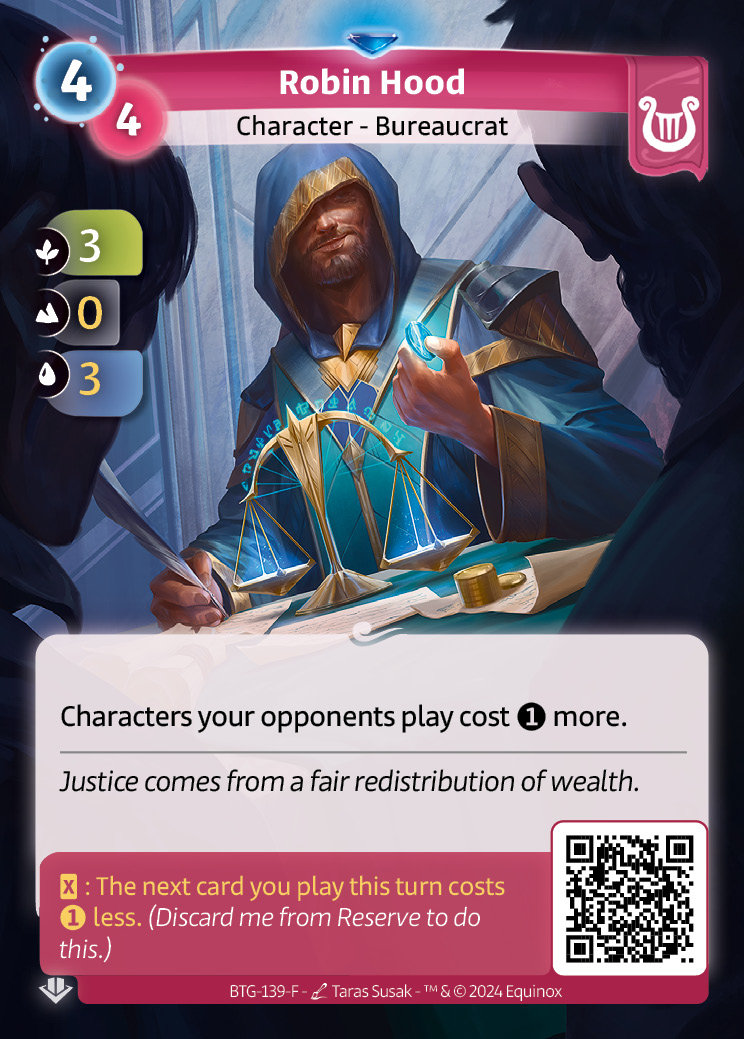 4
Robin Hood
4
Character - Bureaucrat
3
0
3
Characters your opponents play cost 1 more.
Justice comes from a fair redistribution of wealth.
X : The next card you play this turn costs
1 less. (Discard me from Reserve to do
this.)
BTG-139-F - Taras Susak - ™ & © 2024 Equinox